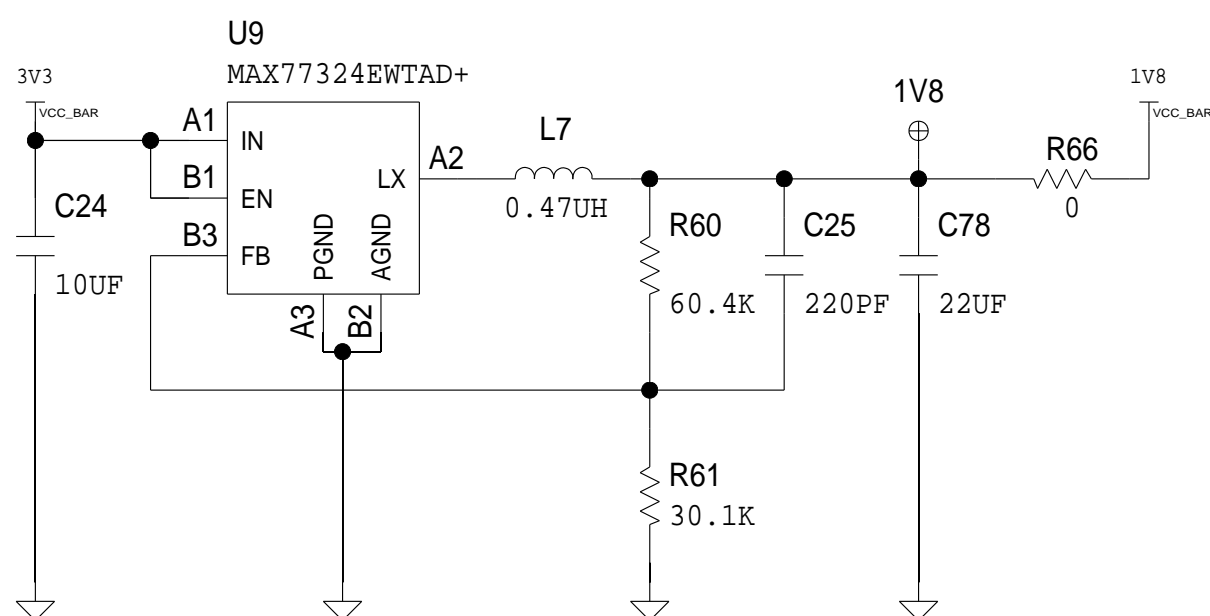 U9
MAX77324EWTAD+
3V3
VCC_BAR
A1
IN
B1
EN
B3
FB
LX
A2
PGND
AGND
A3
B2
C24
10UF
L7
0.47UH
R60
60.4K
C25
220PF
1V8
C78
22UF
R66
0
1V8
VCC_BAR
R61
30.1K